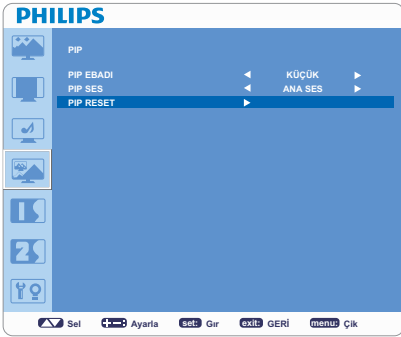 PHILIPS
PIP
PIP EBADI KÜÇÜK
PIP SES ANA SES
PIP RESET
Sel Ayarla set: Gır exit: GERİ menu: Çik